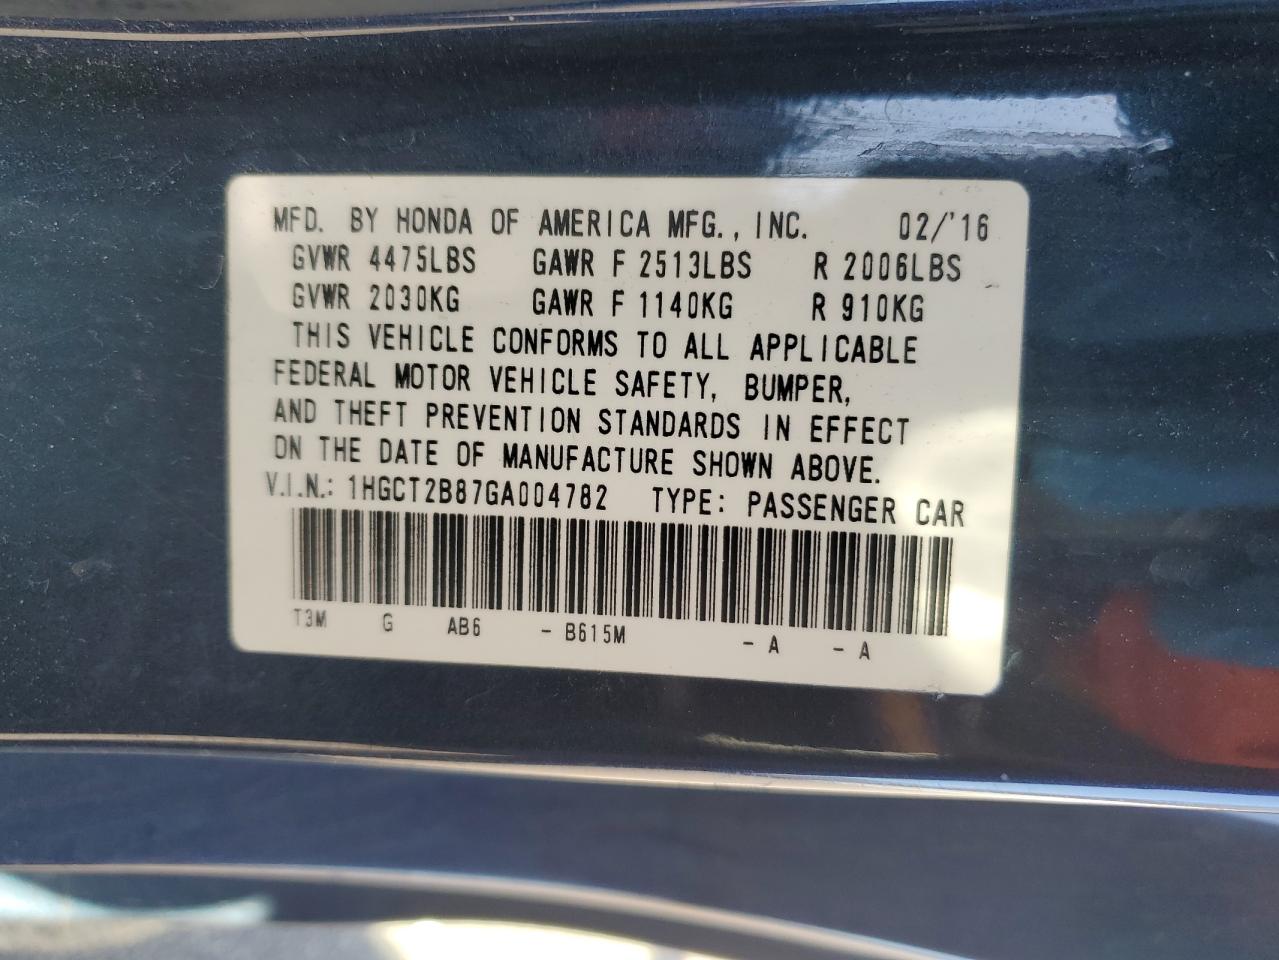 MFD. BY HONDA OF AMERICA MFG., INC. 02/'16
GVWR 4475LBS GAWR F 2513LBS R 2006LBS
GVWR 2030KG GAWR F 1140KG R 910KG
THIS VEHICLE CONFORMS TO ALL APPLICABLE
FEDERAL MOTOR VEHICLE SAFETY, BUMPER,
AND THEFT PREVENTION STANDARDS IN EFFECT
ON THE DATE OF MANUFACTURE SHOWN ABOVE.
V.I.N.: 1HGCT2B87GA004782 TYPE: PASSENGER CAR
T3M G AB6 - B615M - A - A